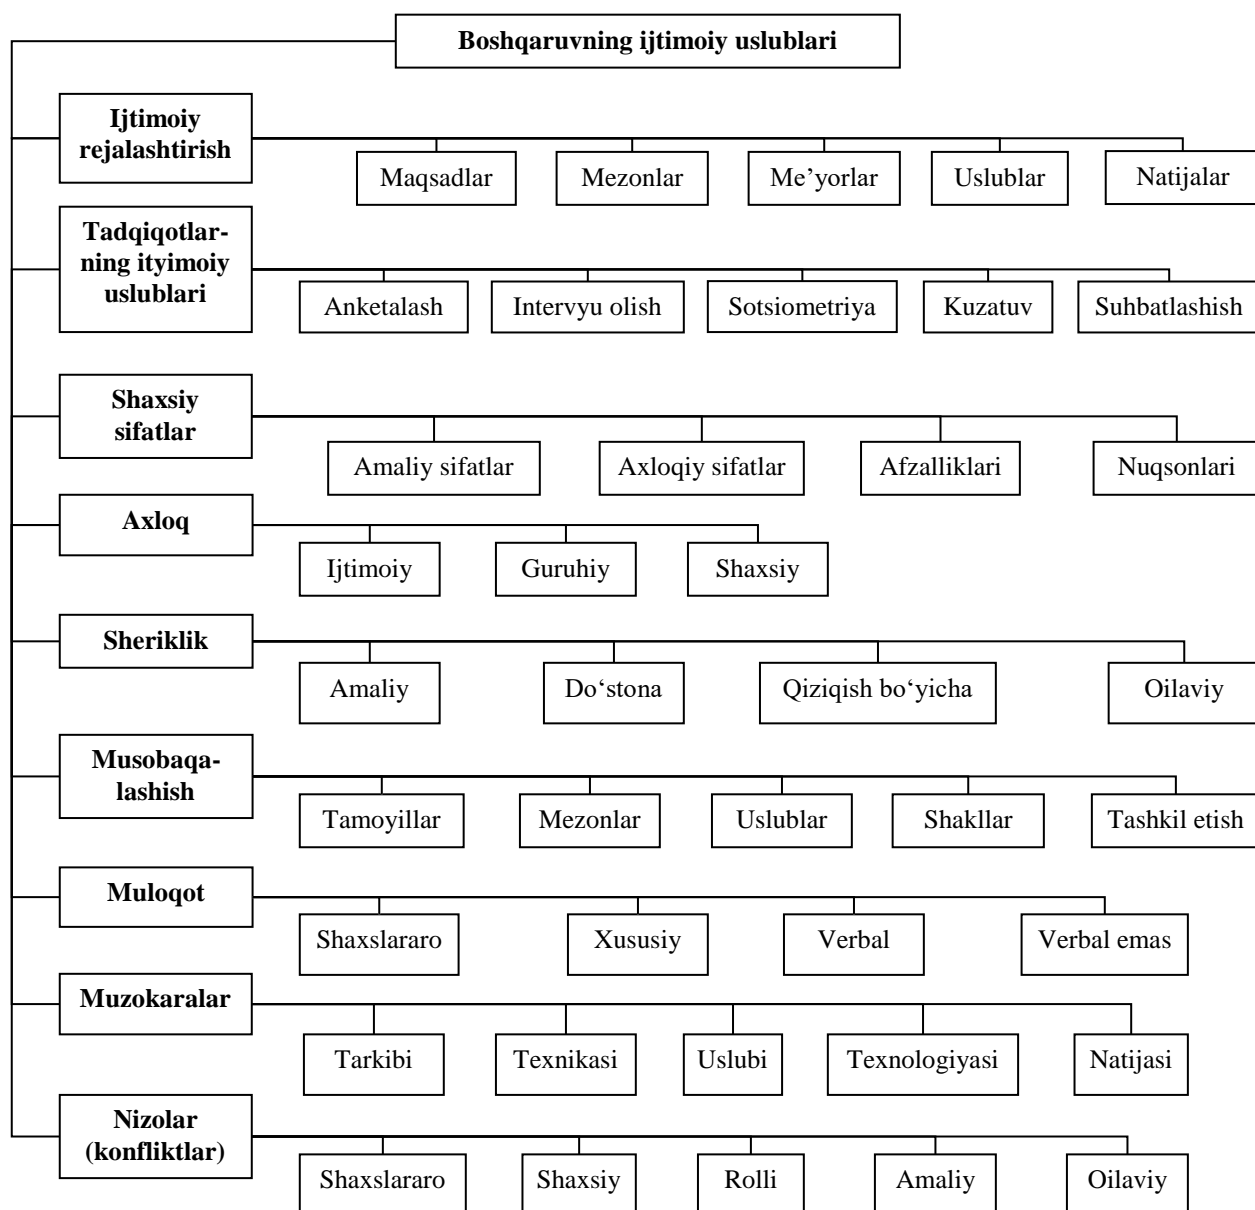 Boshqaruvning ijtimoiy uslublari
Ijtimoiy
rejalashtirish
Maqsadlar
Mezonlar
Me’yorlar
Uslublar
Natijalar
Tadqiqotlar-
ning ityimoiy
uslublari
Anketalash
Intervyu olish
Sotsiometriya
Kuzatuv
Suhbatlashish
Shaxsiy
sifatlar
Amaliy sifatlar
Axloqiy sifatlar
Afzalliklari
Nuqsonlari
Axloq
Ijtimoiy
Guruhiy
Shaxsiy
Sheriklik
Amaliy
Do‘stona
Qiziqish bo‘yicha
Oilaviy
Musobaqa-
lashish
Tamoyillar
Mezonlar
Uslublar
Shakllar
Tashkil etish
Muloqot
Shaxslararo
Xususiy
Verbal
Verbal emas
Muzokaralar
Tarkibi
Texnikasi
Uslubi
Texnologiyasi
Natijasi
Nizolar
(konfliktlar)
Shaxslararo
Shaxsiy
Rolli
Amaliy
Oilaviy